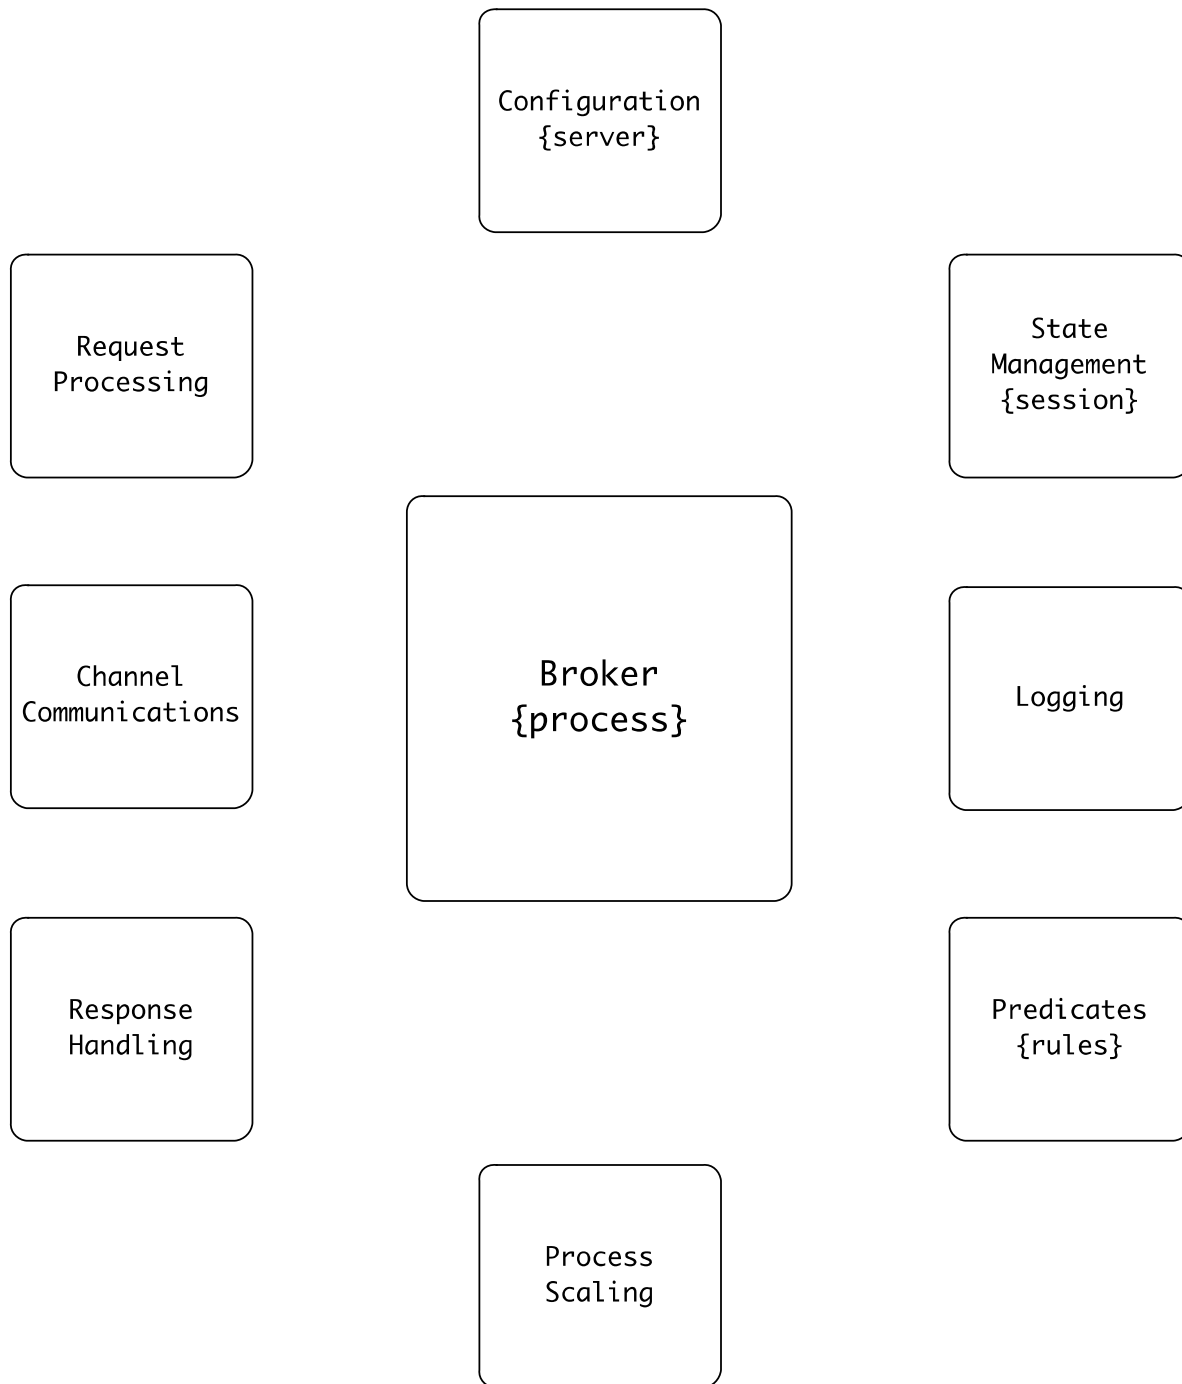 Configuration
{server}
Request
Processing
State
Management
{session}
Channel
Communications
Broker
{process}
Logging
Response
Handling
Predicates
{rules}
Process
Scaling